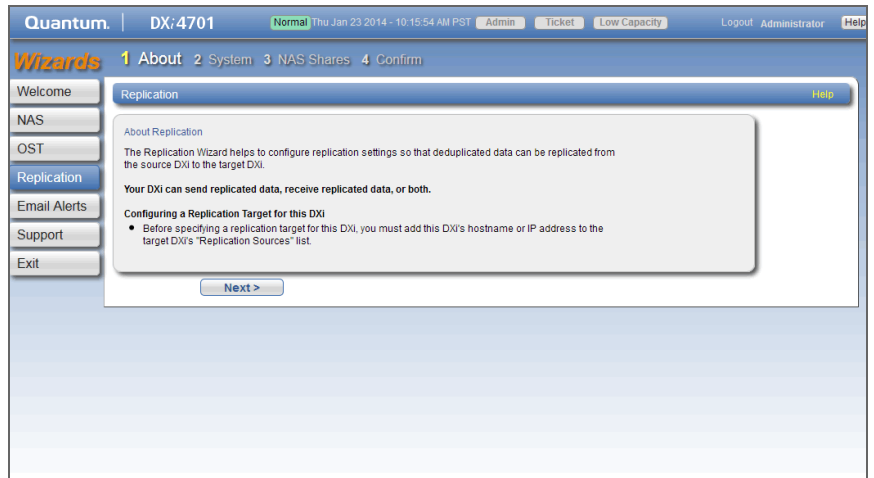 Quantum. | DXi4701 Normal Thu Jan 23 2014 - 10:15:54 AM PST Admin Ticket Low Capacity Logout Administrator Help
Wizards 1 About 2 System 3 NAS Shares 4 Confirm
Welcome
NAS
OST
Replication
Email Alerts
Support
Exit
Replication Help
About Replication
The Replication Wizard helps to configure replication settings so that deduplicated data can be replicated from
the source DXi to the target DXi.
Your DXi can send replicated data, receive replicated data, or both.
Configuring a Replication Target for this DXi
• Before specifying a replication target for this DXi, you must add this DXi's hostname or IP address to the
target DXi's "Replication Sources" list.
Next >